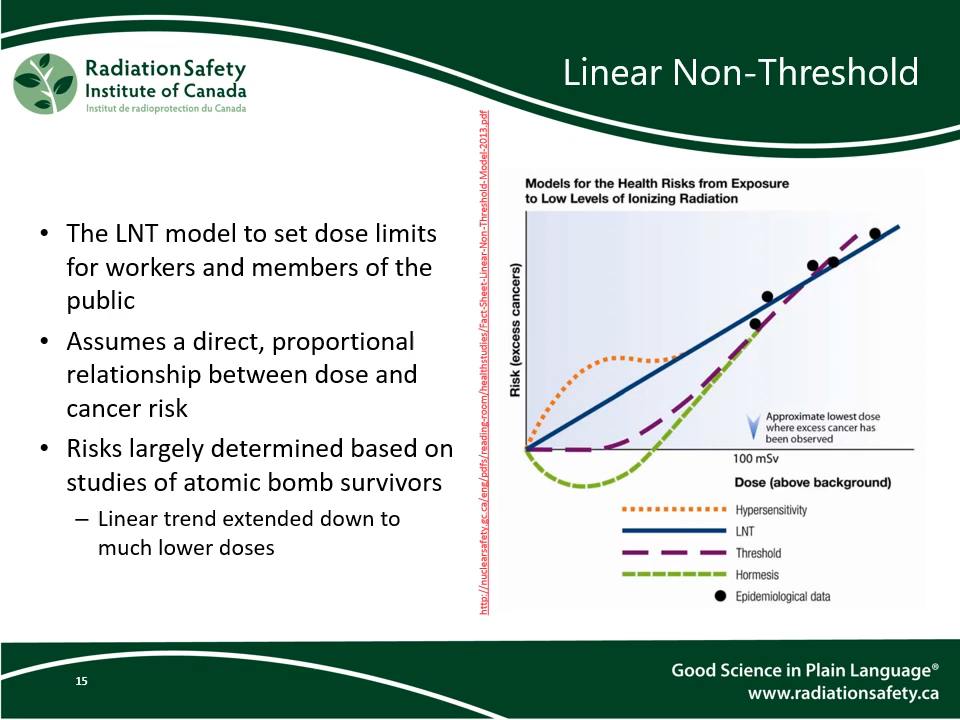 Radiation Safety
Institute of Canada
Institut de radioprotection du Canada
Linear Non-Threshold
• The LNT model to set dose limits
for workers and members of the
public
• Assumes a direct, proportional
relationship between dose and
cancer risk
• Risks largely determined based on
studies of atomic bomb survivors
– Linear trend extended down to
much lower doses
http://nuclearsafety.gc.ca/eng/pdfs/reading-room/healthstudies/Fact-Sheet-Linear-Non-Threshold-Model-2013.pdf
Models for the Health Risks from Exposure
to Low Levels of Ionizing Radiation
Risk (excess cancers)
Approximate lowest dose
where excess cancer has
been observed
100 mSv
Dose (above background)
Hypersensitivity
LNT
Threshold
Hormesis
Epidemiological data
15
Good Science in Plain Language®
www.radiationsafety.ca